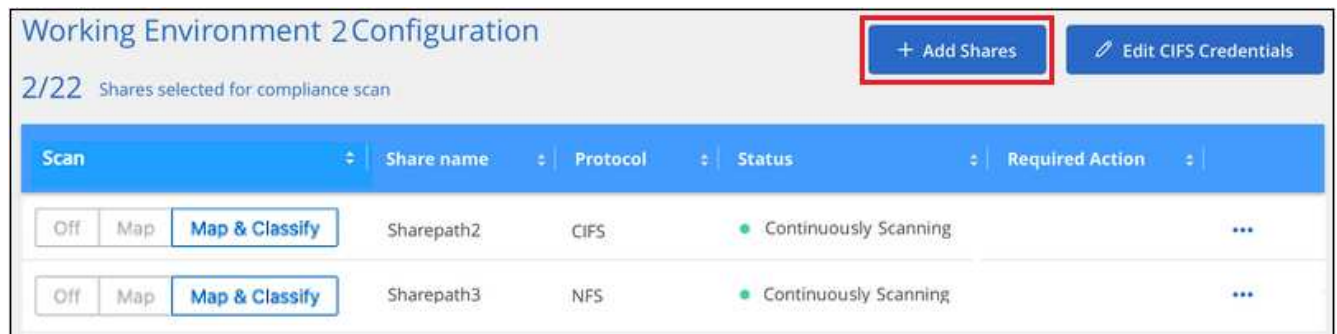 Working Environment 2 Configuration
+ Add Shares
Edit CIFS Credentials
2/22 Shares selected for compliance scan
Scan Share name Protocol Status Required Action
Off Map Map & Classify Sharepath2 CIFS Continuously Scanning
Off Map Map & Classify Sharepath3 NFS Continuously Scanning